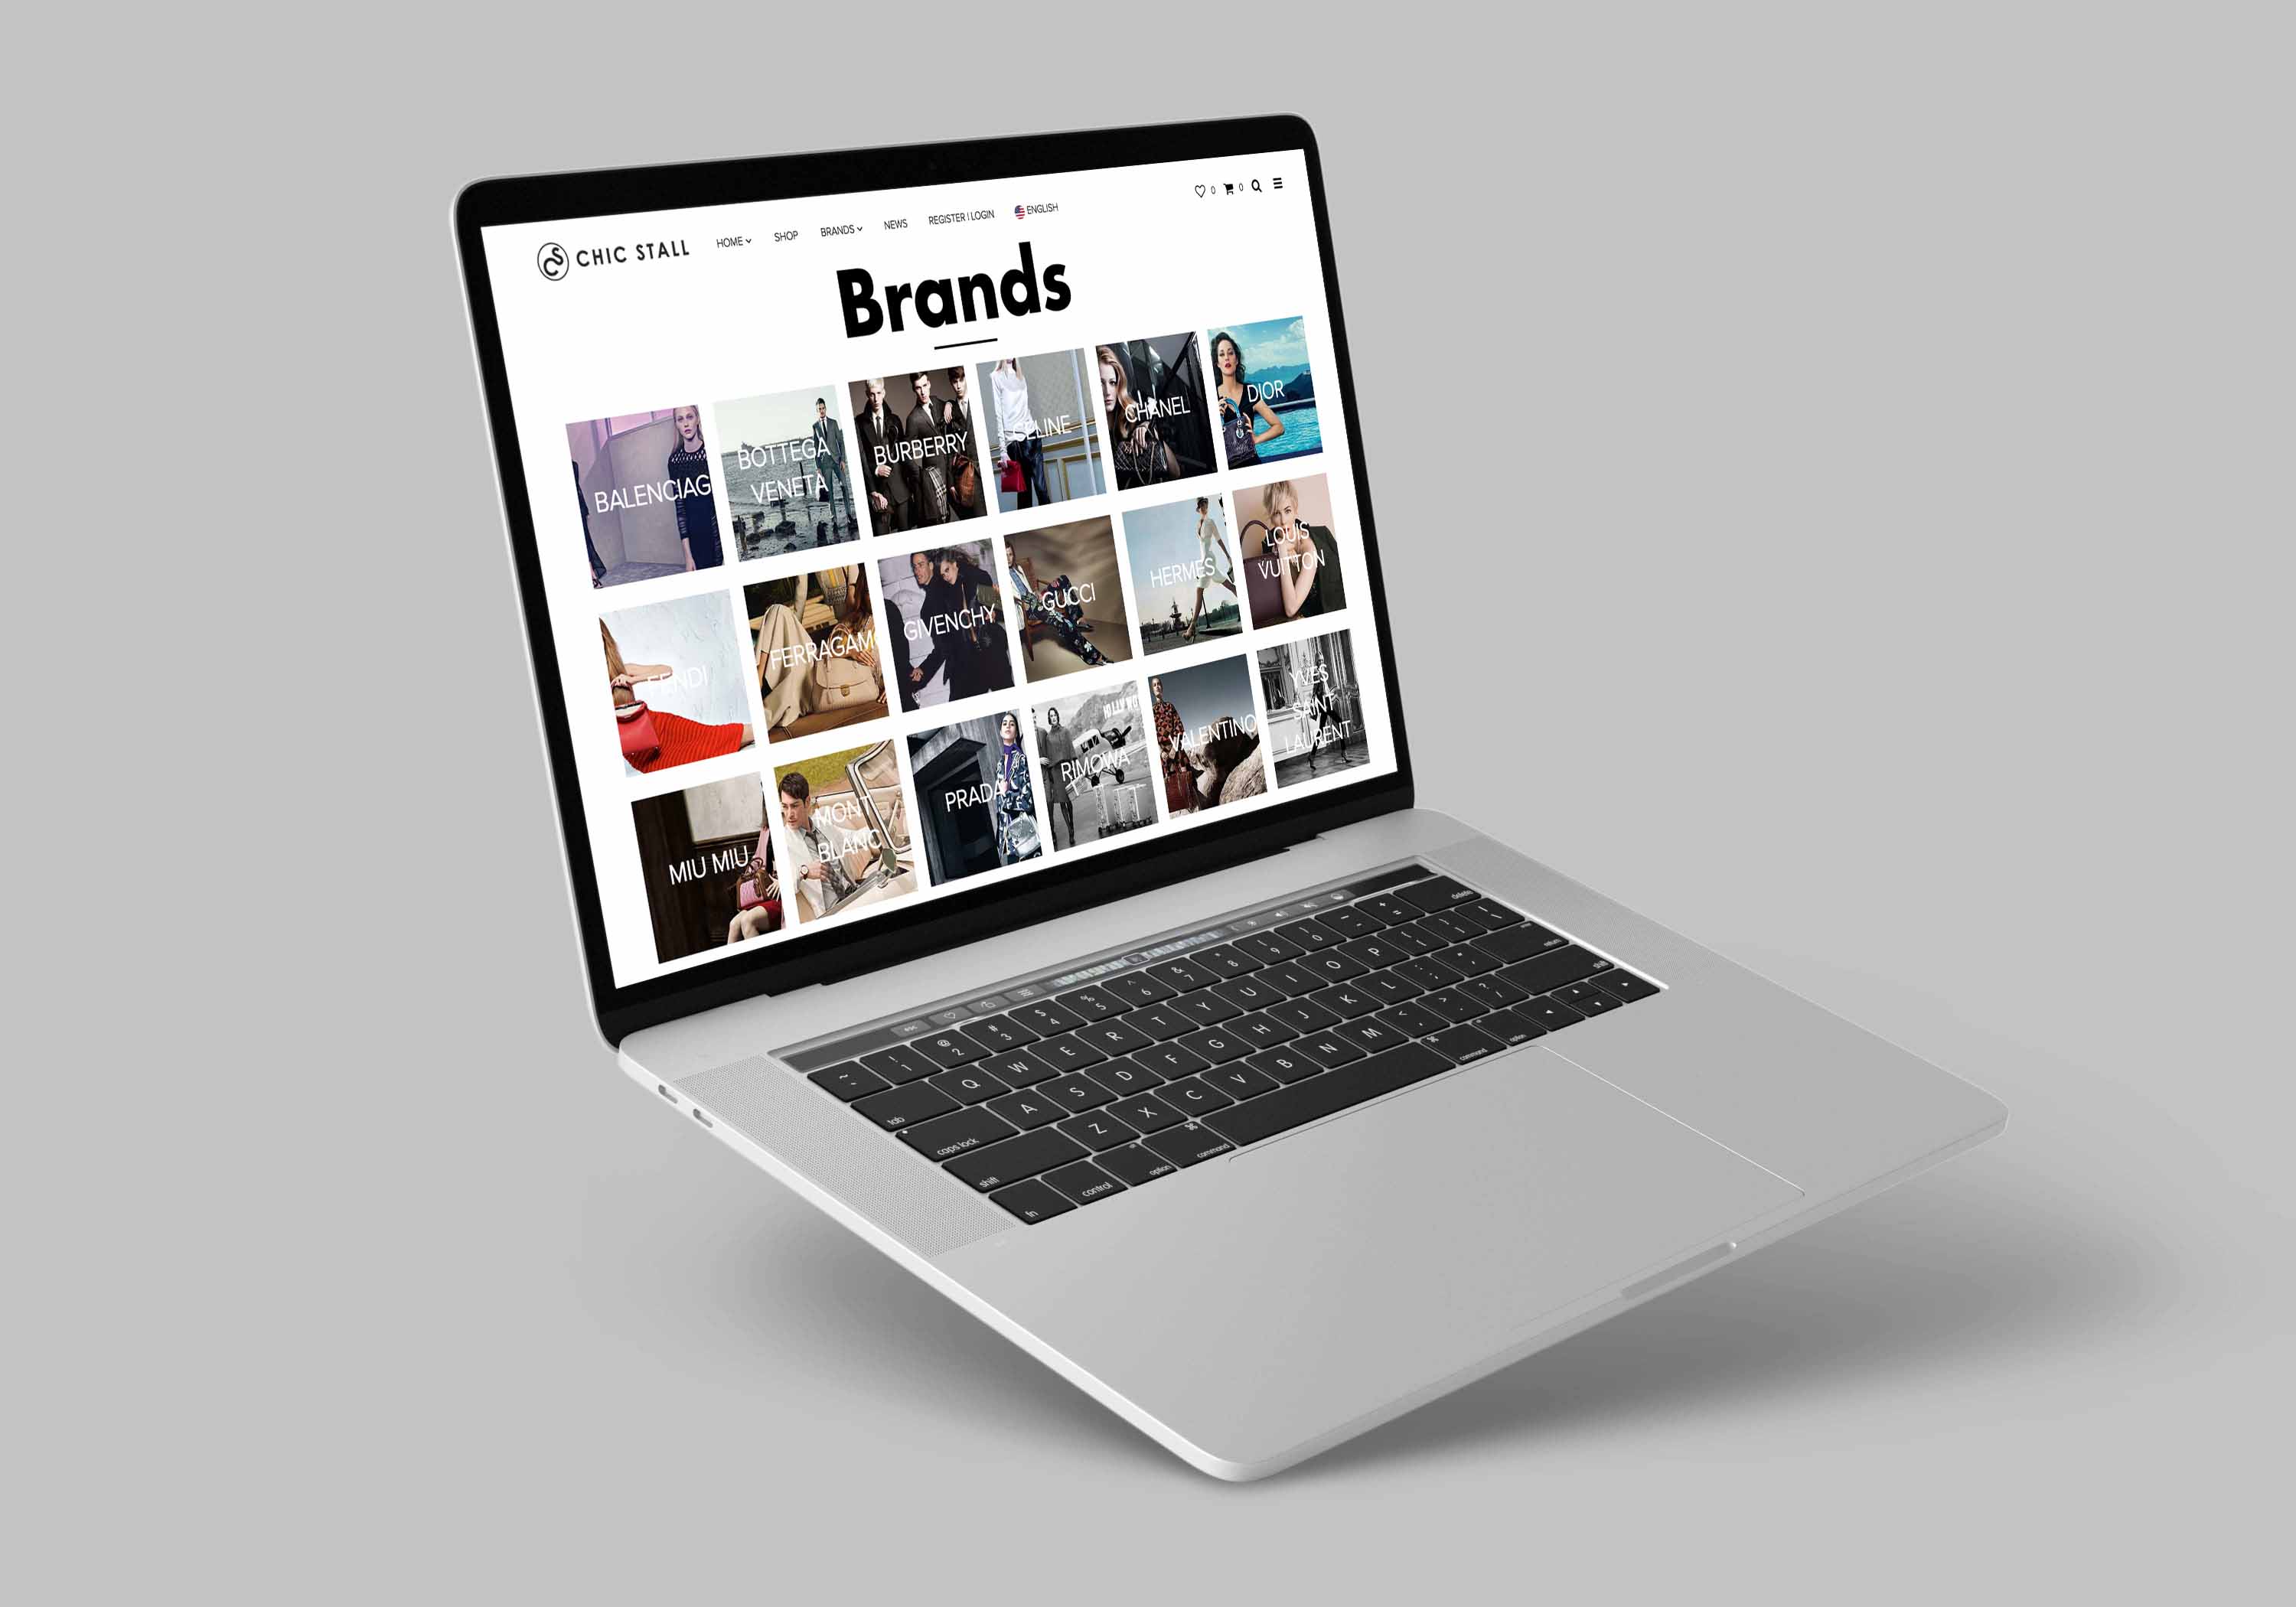 CHIC STALL
HOME
SHOP
BRANDS
NEWS
REGISTER | LOGIN
ENGLISH
0
0
Brands
BALENCIAG
BOTTEGA
VENETA
BURBERRY
CELINE
CHANEL
DIOR
FENDI
FERRAGAM
GIVENCHY
GUCCI
HERMES
LOUIS
VUITTON
MIU MIU
MONT
BLANC
PRADA
RIMOWA
VALENTINO
YVES
SAINT
LAURENT
esc
~ ! @ # $ % ^ & * ( ) _ + delete
` 1 2 3 4 5 6 7 8 9 0 - =
tab Q W E R T Y U I O P { } |
[ ] \
caps lock A S D F G H J K L : "
; '
shift Z X C V B N M < > ? shift
, . /
fn control option command command option